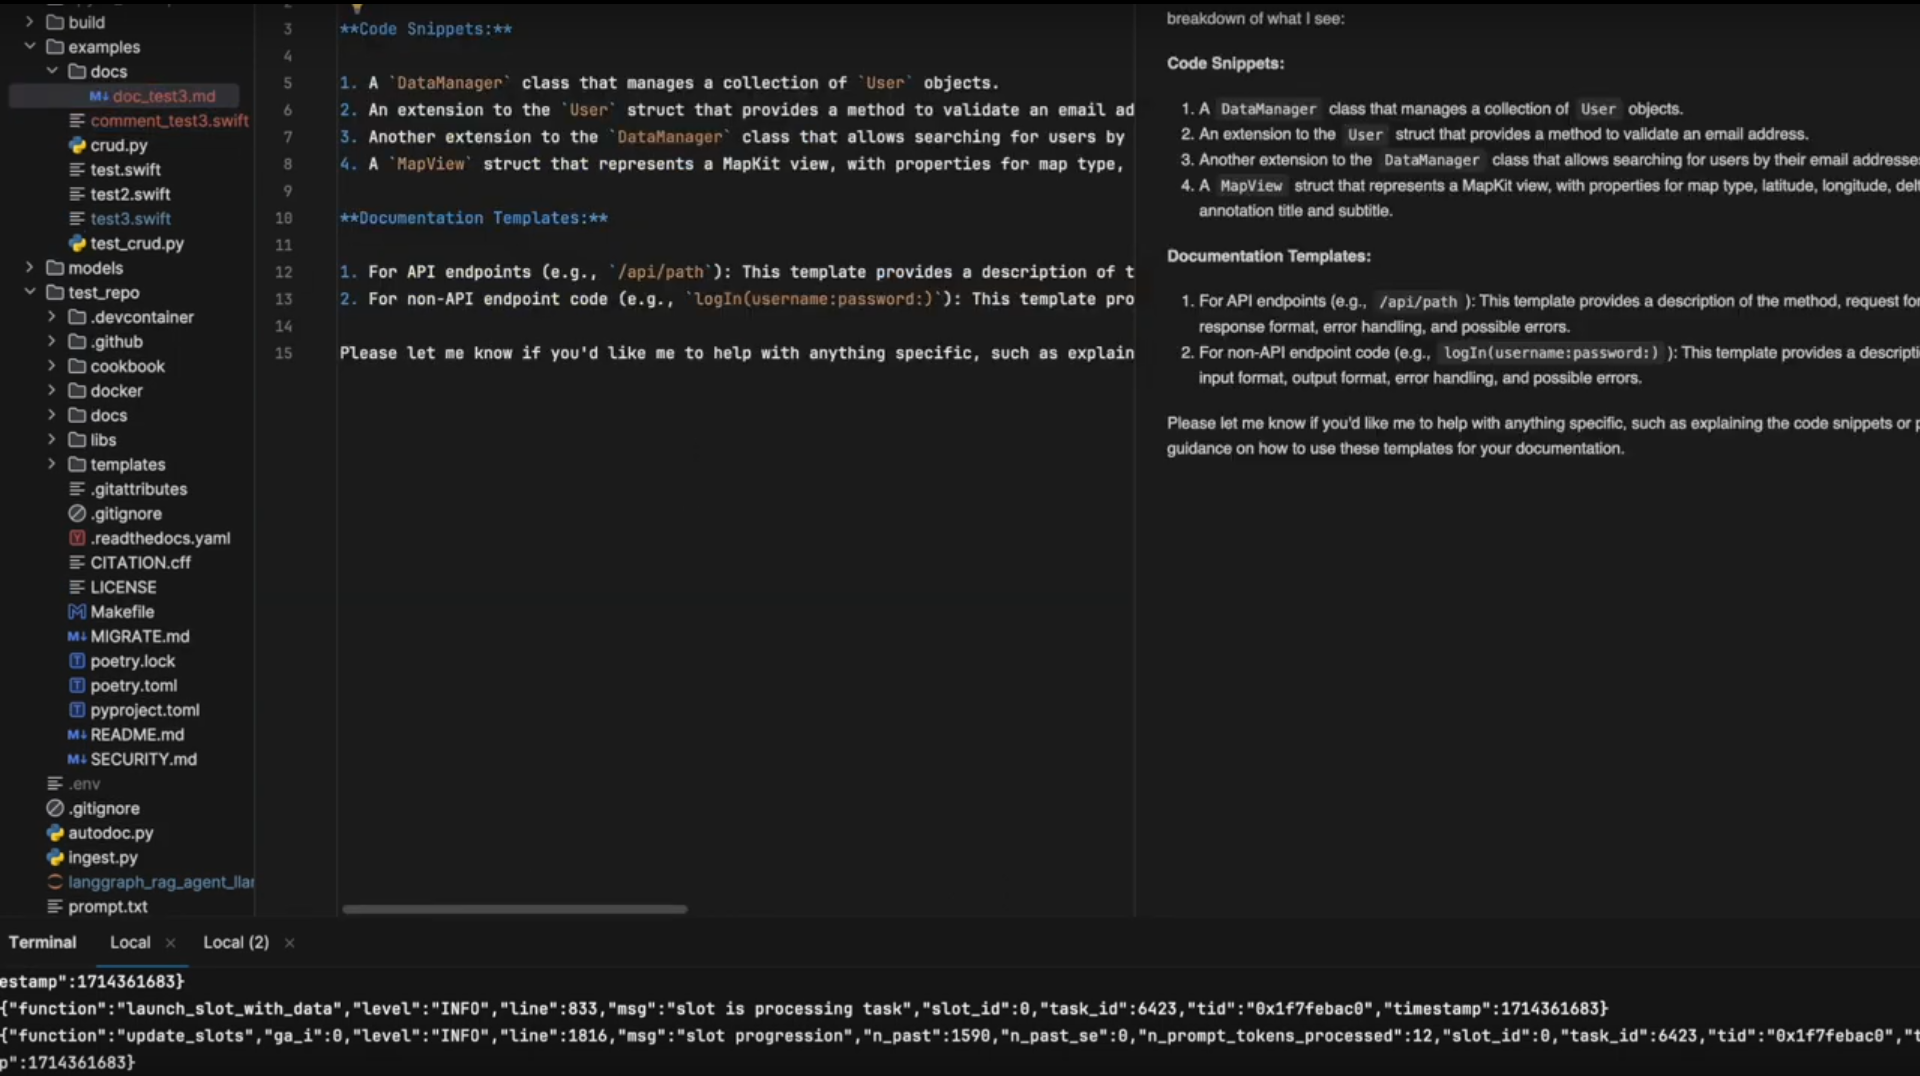 build
examples
docs
doc_test3.md
comment_test3.swift
crud.py
test.swift
test2.swift
test3.swift
test_crud.py
models
test_repo
.devcontainer
.github
cookbook
docker
docs
libs
templates
.gitattributes
.gitignore
.readthedocs.yaml
CITATION.cff
LICENSE
Makefile
MIGRATE.md
poetry.lock
poetry.toml
pyproject.toml
README.md
SECURITY.md
.env
.gitignore
autodoc.py
ingest.py
langgraph_rag_agent_llar
prompt.txt
3 **Code Snippets:**
4
5 1. A `DataManager` class that manages a collection of `User` objects.
6 2. An extension to the `User` struct that provides a method to validate an email ad
7 3. Another extension to the `DataManager` class that allows searching for users by
8 4. A `MapView` struct that represents a MapKit view, with properties for map type,
9
10 **Documentation Templates:**
11
12 1. For API endpoints (e.g., `/api/path`): This template provides a description of t
13 2. For non-API endpoint code (e.g., `logIn(username:password:)`): This template pro
14
15 Please let me know if you'd like me to help with anything specific, such as explain
breakdown of what I see:
Code Snippets:
1. A DataManager class that manages a collection of User objects.
2. An extension to the User struct that provides a method to validate an email address.
3. Another extension to the DataManager class that allows searching for users by their email addresses
4. A MapView struct that represents a MapKit view, with properties for map type, latitude, longitude, delt
annotation title and subtitle.
Documentation Templates:
1. For API endpoints (e.g., /api/path ): This template provides a description of the method, request for
response format, error handling, and possible errors.
2. For non-API endpoint code (e.g., logIn(username:password:) ): This template provides a descripti
input format, output format, error handling, and possible errors.
Please let me know if you'd like me to help with anything specific, such as explaining the code snippets or p
guidance on how to use these templates for your documentation.
Terminal Local × Local (2) ×
estamp":1714361683}
{"function":"launch_slot_with_data","level":"INFO","line":833,"msg":"slot is processing task","slot_id":0,"task_id":6423,"tid":"0x1f7febac0","timestamp":1714361683}
{"function":"update_slots","ga_i":0,"level":"INFO","line":1816,"msg":"slot progression","n_past":1590,"n_past_se":0,"n_prompt_tokens_processed":12,"slot_id":0,"task_id":6423,"tid":"0x1f7febac0","t
p":1714361683}